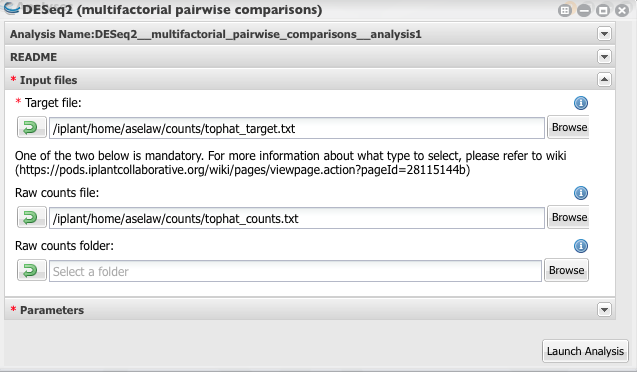 DESeq2 (multifactorial pairwise comparisons)
Analysis Name:DESeq2__multifactorial_pairwise_comparisons__analysis1
README
* Input files
* Target file:
/iplant/home/aselaw/counts/tophat_target.txt
Browse
One of the two below is mandatory. For more information about what type to select, please refer to wiki
(https://pods.iplantcollaborative.org/wiki/pages/viewpage.action?pageId=28115144b)
Raw counts file:
/iplant/home/aselaw/counts/tophat_counts.txt
Browse
Raw counts folder:
Select a folder
Browse
* Parameters
Launch Analysis